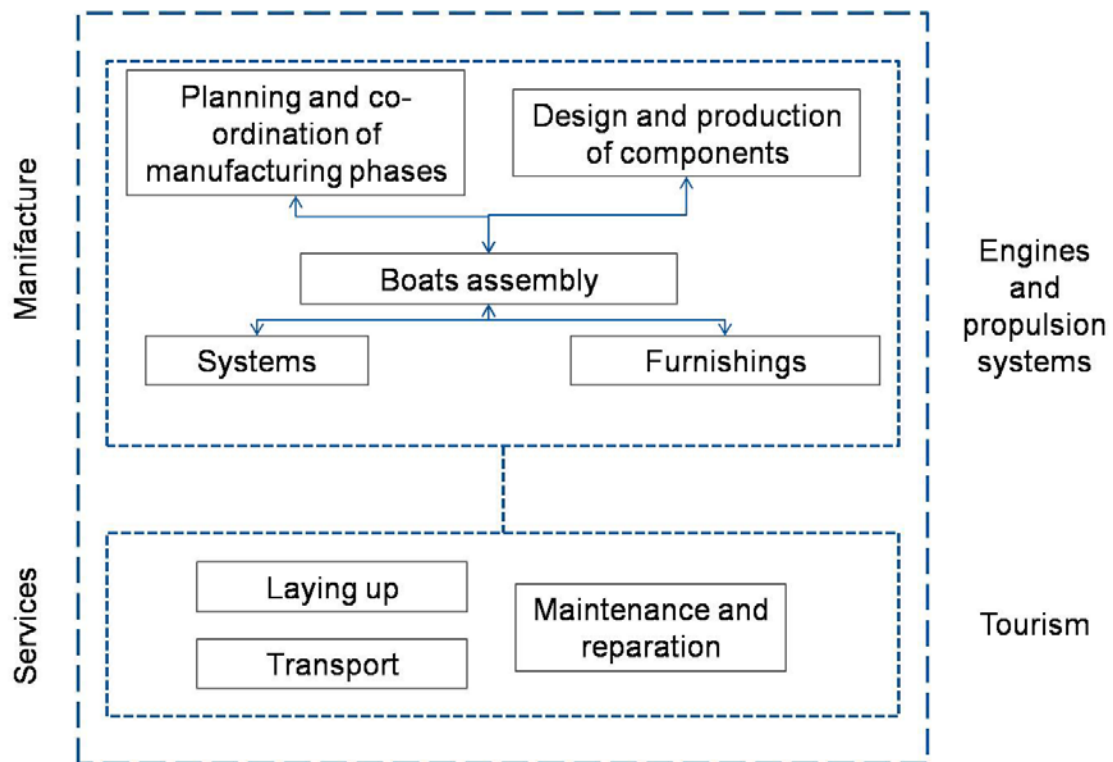 Manifacture
Planning and co-
ordination of
manufacturing phases
Design and production
of components
Boats assembly
Systems
Furnishings
Engines
and
propulsion
systems
Services
Laying up
Transport
Maintenance and
reparation
Tourism